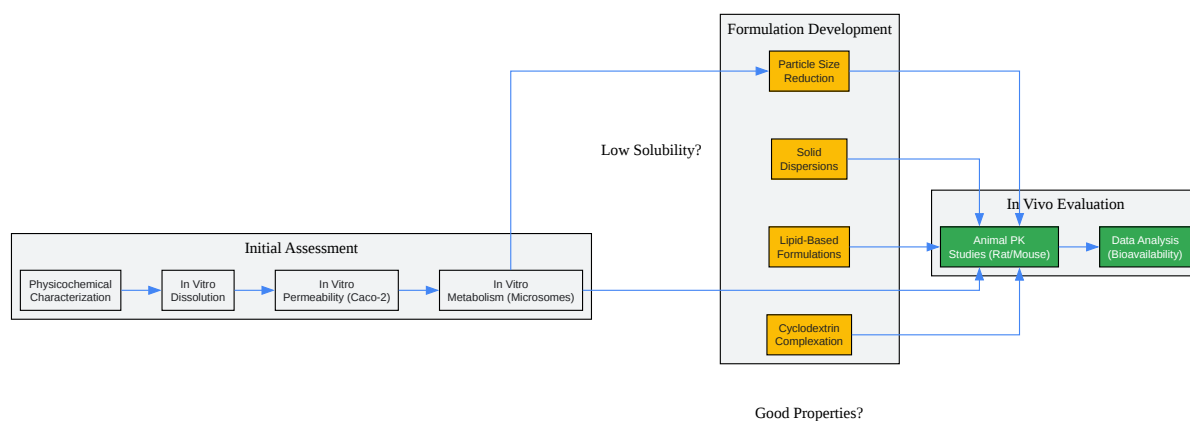 Formulation Development
Particle Size
Reduction
Low Solubility?
Solid
Dispersions
In Vivo Evaluation
Initial Assessment
Lipid-Based
Formulations
Animal PK
Studies (Rat/Mouse)
Data Analysis
(Bioavailability)
Physicochemical
Characterization
In Vitro
Dissolution
In Vitro
Permeability (Caco-2)
In Vitro
Metabolism (Microsomes)
Cyclodextrin
Complexation
Good Properties?